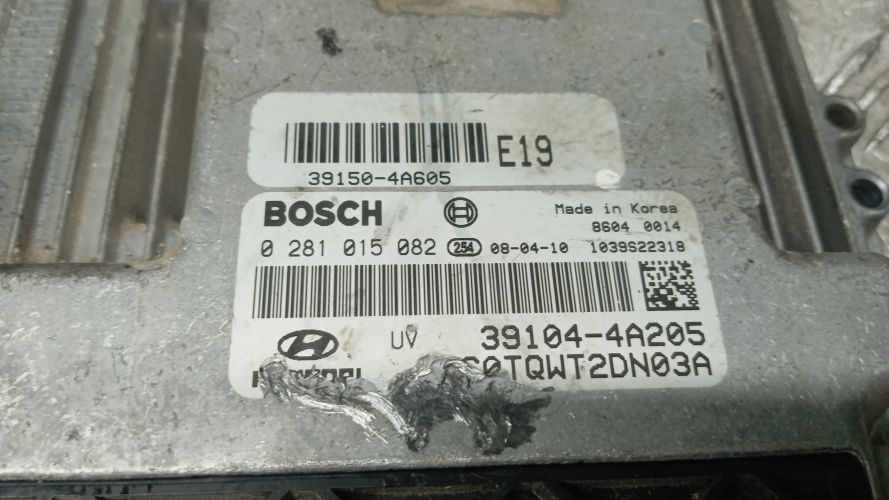 E19
39150-4A605
BOSCH
Made in Korea
8604 0014
0 281 015 082 254 08-04-10 1039S22318
UV 39104-4A205